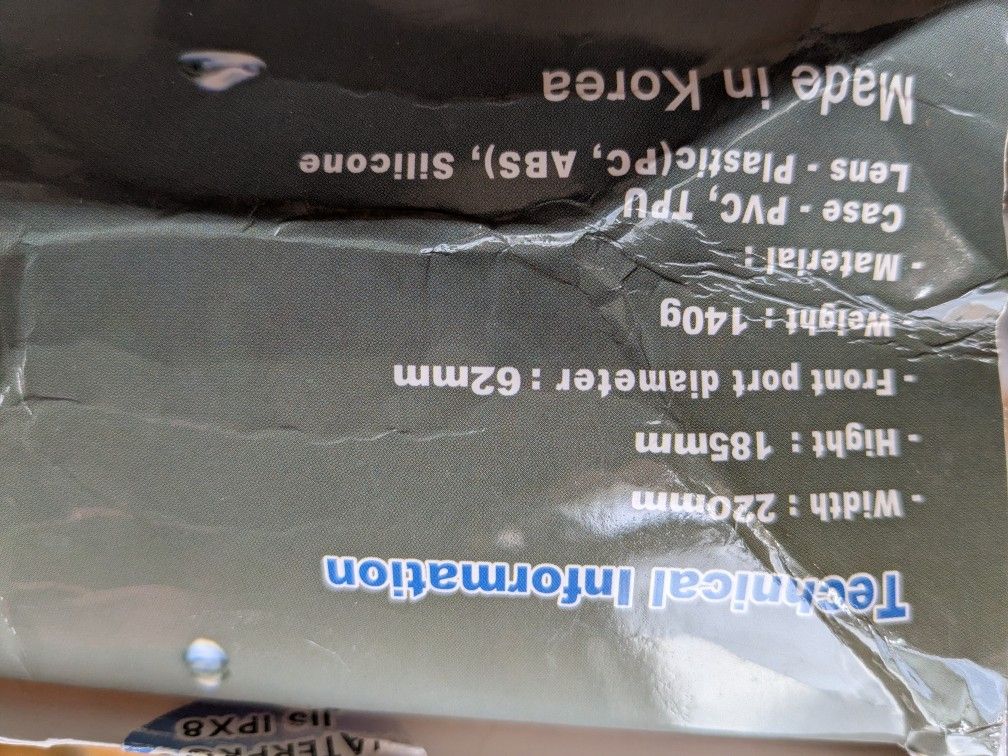 Technical Information
- Width : 220mm
- Hight : 185mm
- Front port diameter : 62mm
- Weight : 140g
- Material :
Case - PVC, TPU
Lens - Plastic(PC, ABS), Silicone
Made in Korea
JIS IPX8